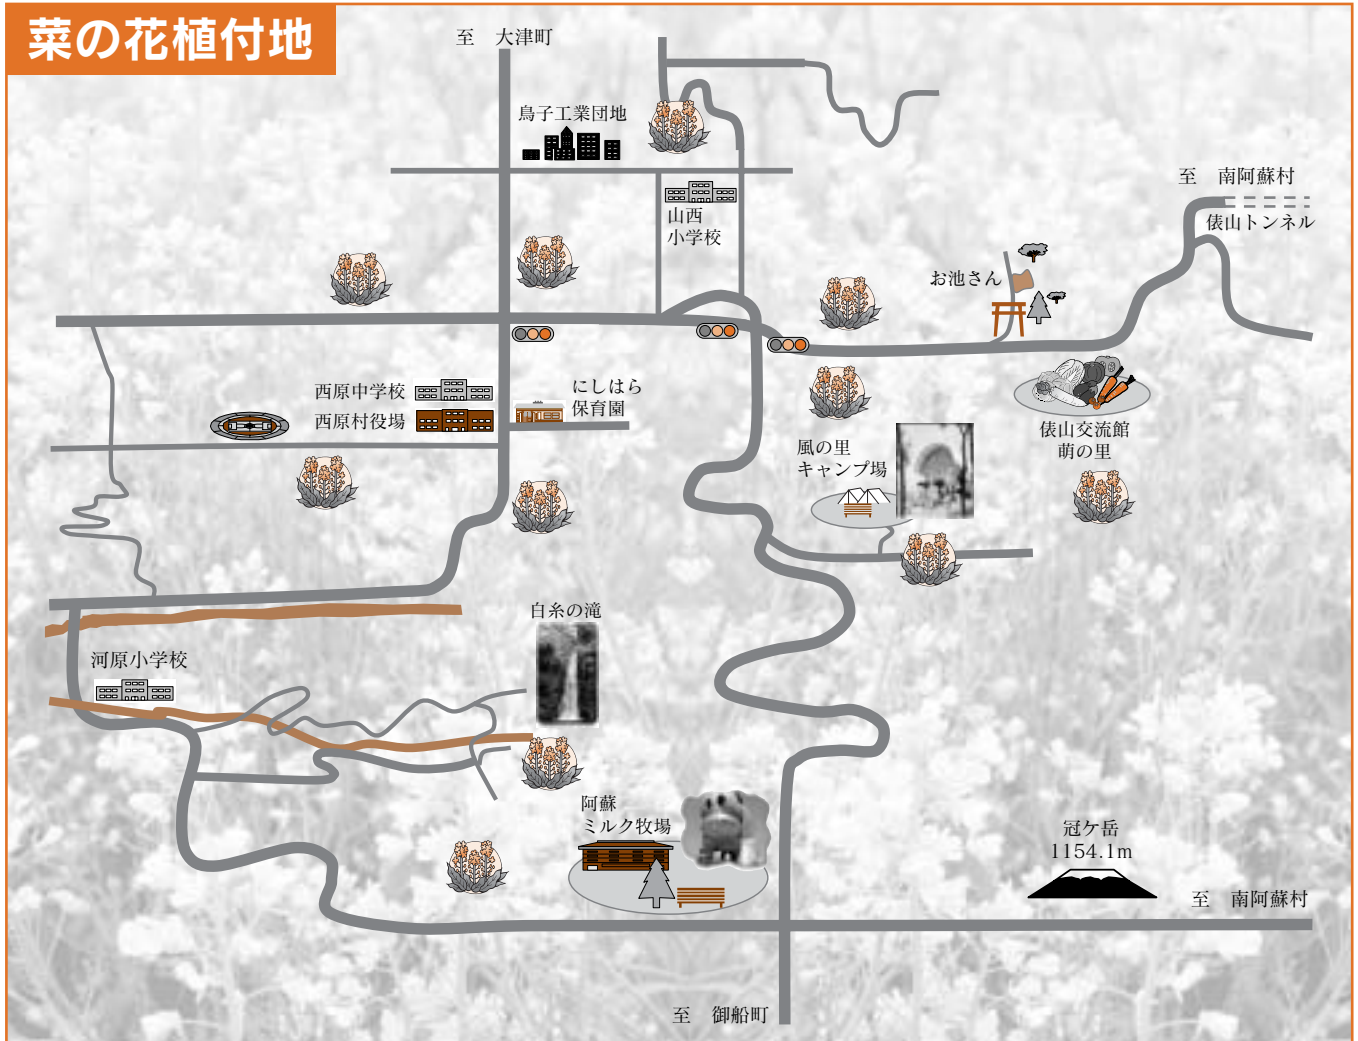 菜の花植付地
至　大津町
鳥子工業団地
山西
小学校
至　南阿蘇村
俵山トンネル
お池さん
西原中学校
西原村役場
にしはら
保育園
俵山交流館
萌の里
風の里
キャンプ場
白糸の滝
河原小学校
阿蘇
ミルク牧場
冠ケ岳
1154.1m
至　南阿蘇村
至　御船町